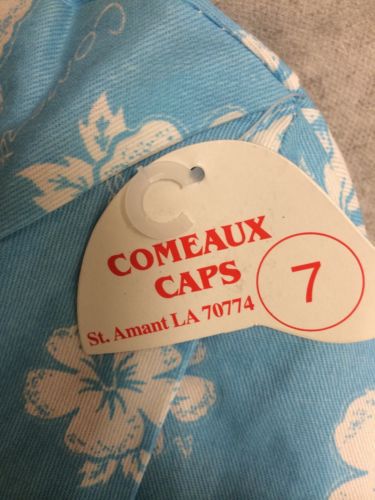 COMEAUX
CAPS
St. Amant LA 70774
7